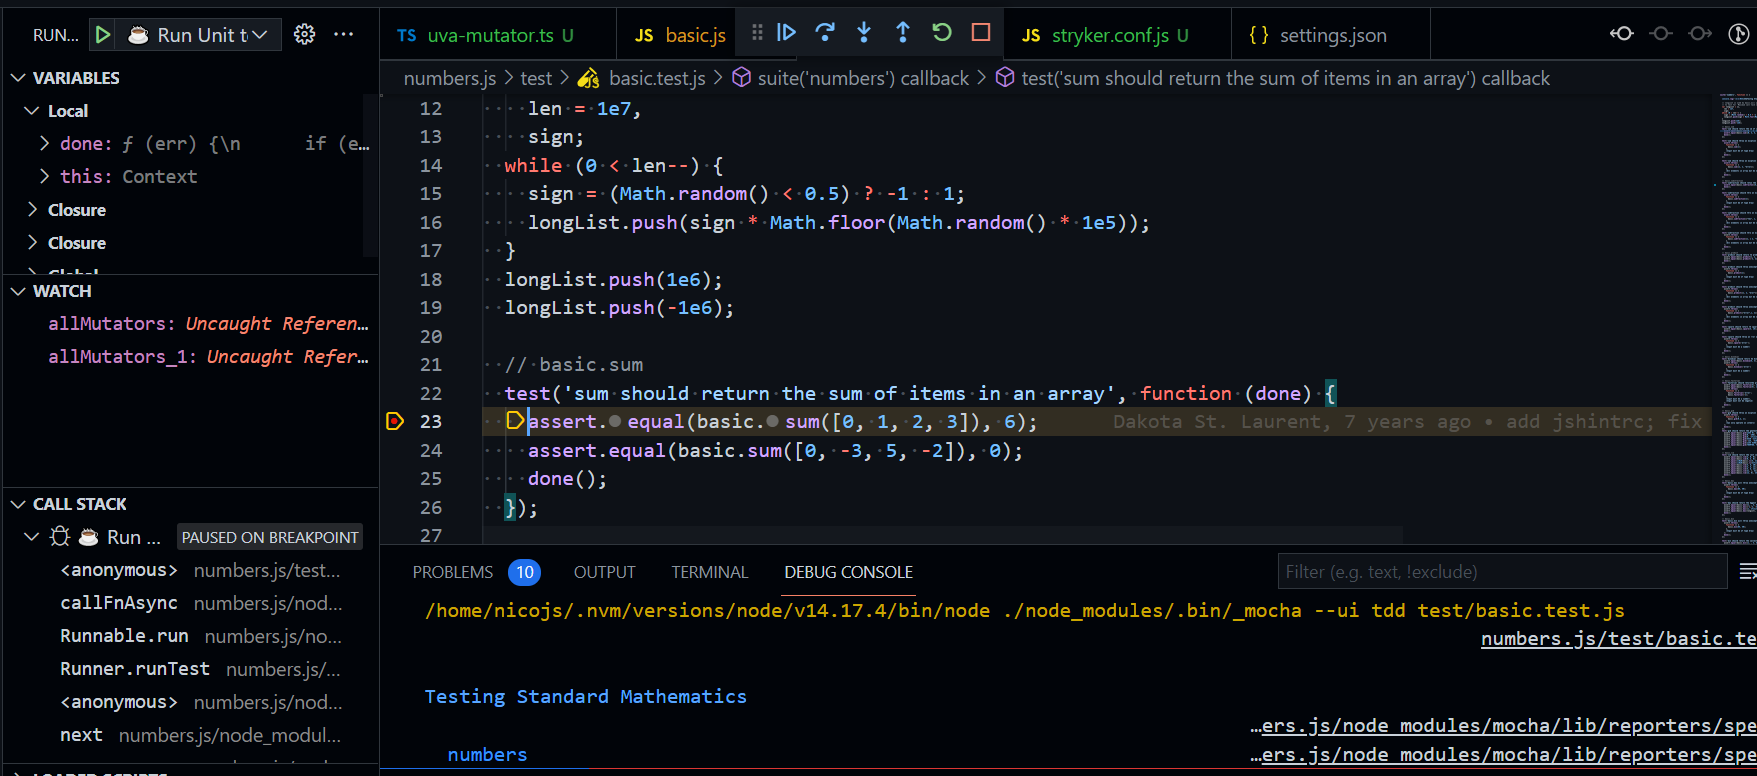 RUN... Run Unit t
TS uva-mutator.ts U
JS basic.js
JS stryker.conf.js U
{} settings.json
numbers.js > test > basic.test.js > suite('numbers') callback > test('sum should return the sum of items in an array') callback
VARIABLES
Local
done: ƒ (err) {\n if (e...
this: Context
Closure
Closure
Global
WATCH
allMutators: Uncaught Referen...
allMutators_1: Uncaught Refer...
CALL STACK
Run ... PAUSED ON BREAKPOINT
<anonymous> numbers.js/test...
callFnAsync numbers.js/nod...
Runnable.run numbers.js/no...
Runner.runTest numbers.js/...
<anonymous> numbers.js/nod...
next numbers.js/node_modul...
LOADED SCRIPTS
12 len = 1e7,
13 sign;
14 while (0 < len--) {
15 sign = (Math.random() < 0.5) ? -1 : 1;
16 longList.push(sign * Math.floor(Math.random() * 1e5));
17 }
18 longList.push(1e6);
19 longList.push(-1e6);
20
21 // basic.sum
22 test('sum should return the sum of items in an array', function (done) {
23 assert.equal(basic.sum([0, 1, 2, 3]), 6); Dakota St. Laurent, 7 years ago • add jshintrc; fix
24 assert.equal(basic.sum([0, -3, 5, -2]), 0);
25 done();
26 });
27
PROBLEMS 10 OUTPUT TERMINAL DEBUG CONSOLE
Filter (e.g. text, !exclude)
/home/nicojs/.nvm/versions/node/v14.17.4/bin/node ./node_modules/.bin/_mocha --ui tdd test/basic.test.js
numbers.js/test/basic.te
Testing Standard Mathematics
…ers.js/node_modules/mocha/lib/reporters/spe
numbers
…ers.js/node_modules/mocha/lib/reporters/spe